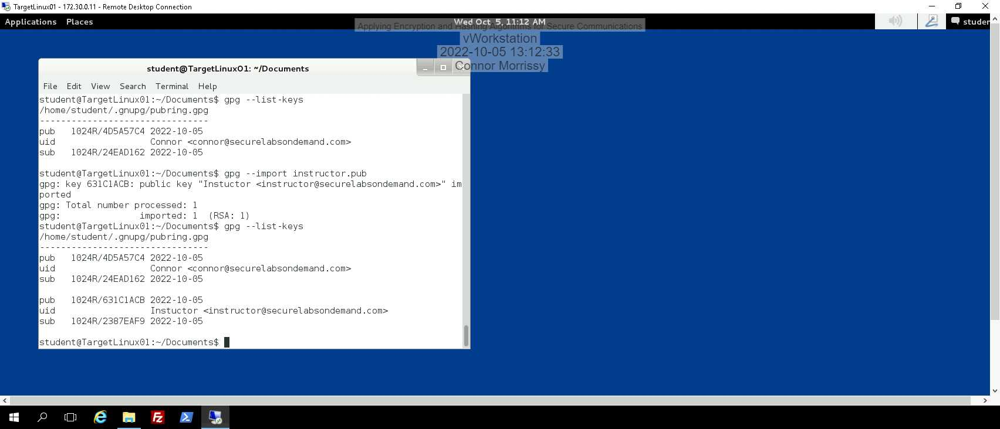 TargetLinux01 - 172.30.0.11 - Remote Desktop Connection
Applications Places Wed Oct 5, 11:12 AM studen
Applying Encryption and Hashing Algorithms for Secure Communications
vWorkstation
2022-10-05 13:12:33
Connor Morrissy
student@TargetLinux01: ~/Documents
File Edit View Search Terminal Help
student@TargetLinux01:~/Documents$ gpg --list-keys
/home/student/.gnupg/pubring.gpg
--------------------------------
pub   1024R/4D5A57C4 2022-10-05
uid                  Connor <connor@securelabsondemand.com>
sub   1024R/24EAD162 2022-10-05
student@TargetLinux01:~/Documents$ gpg --import instructor.pub
gpg: key 631C1ACB: public key "Instuctor <instructor@securelabsondemand.com>" im
ported
gpg: Total number processed: 1
gpg:               imported: 1  (RSA: 1)
student@TargetLinux01:~/Documents$ gpg --list-keys
/home/student/.gnupg/pubring.gpg
--------------------------------
pub   1024R/4D5A57C4 2022-10-05
uid                  Connor <connor@securelabsondemand.com>
sub   1024R/24EAD162 2022-10-05
pub   1024R/631C1ACB 2022-10-05
uid                  Instuctor <instructor@securelabsondemand.com>
sub   1024R/2387EAF9 2022-10-05
student@TargetLinux01:~/Documents$